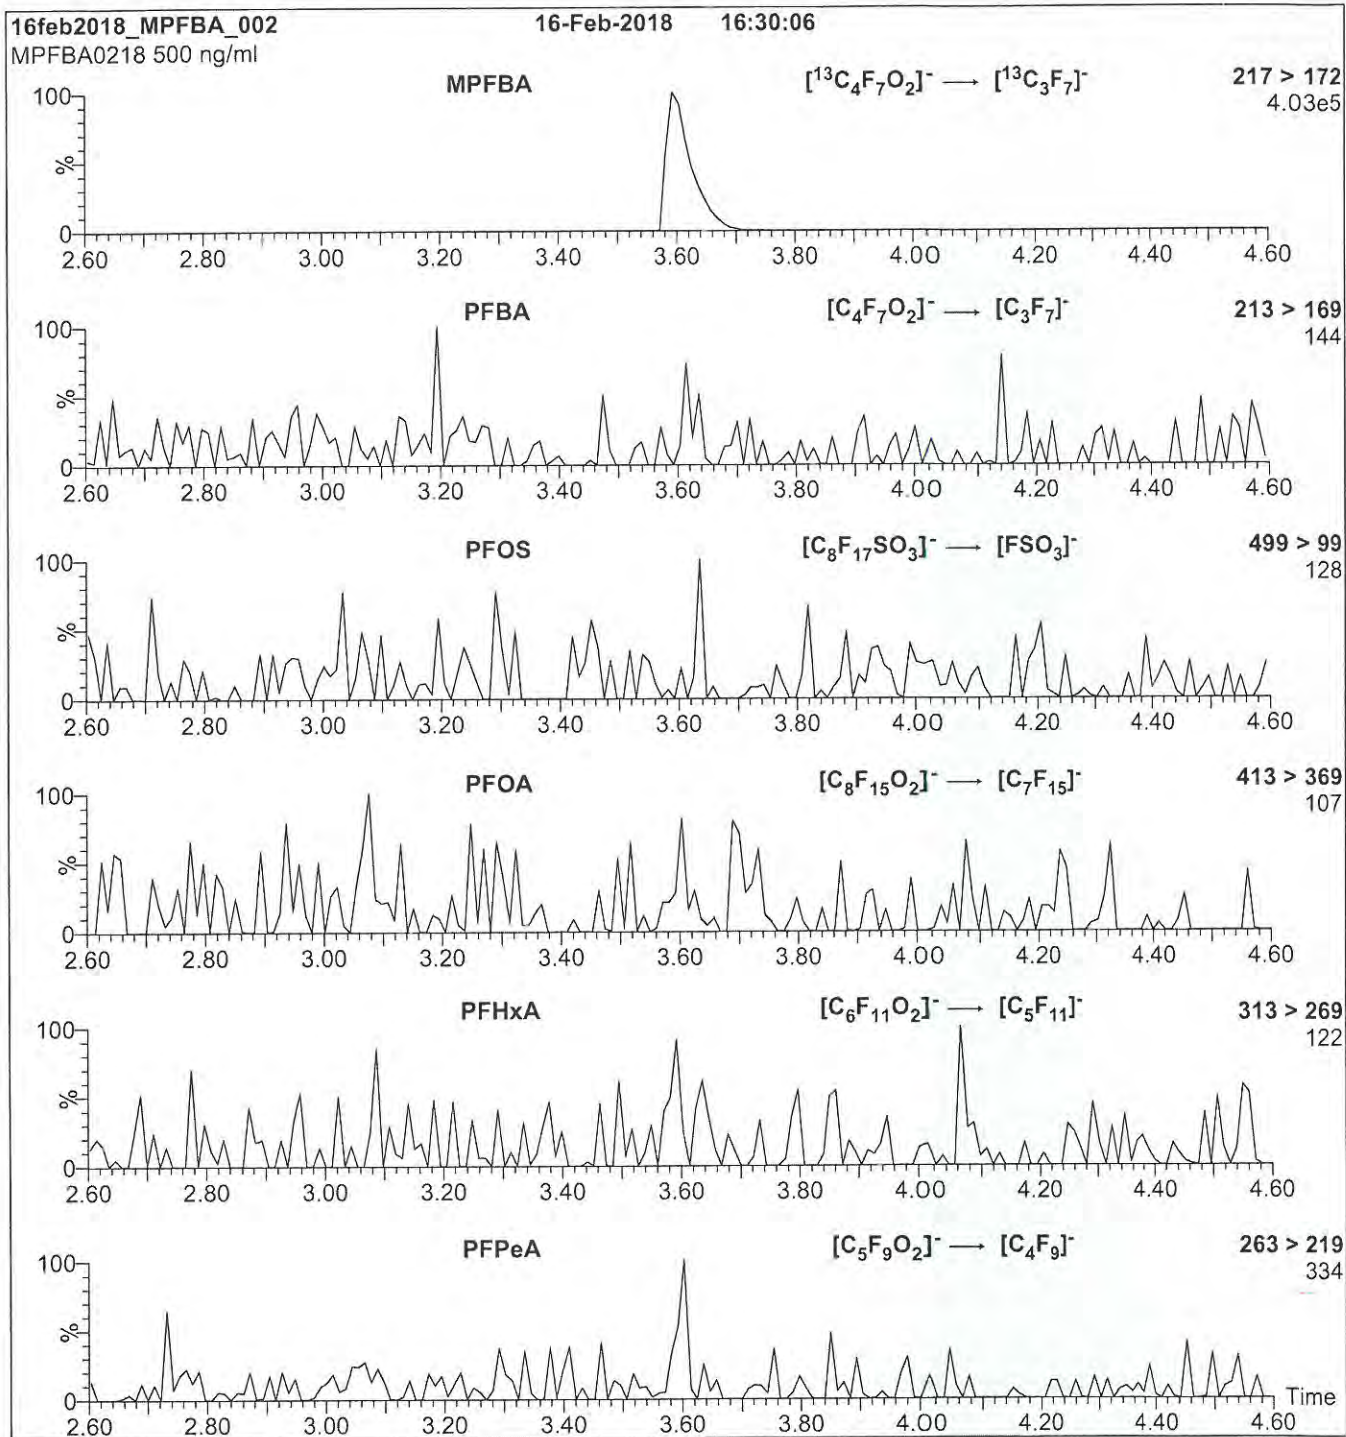 16feb2018_MPFBA_002 16-Feb-2018 16:30:06
MPFBA0218 500 ng/ml
MPFBA [¹³C₄F₇O₂]⁻ → [¹³C₃F₇]⁻ 217 > 172
4.03e5
100
%
0
2.60 2.80 3.00 3.20 3.40 3.60 3.80 4.00 4.20 4.40 4.60
PFBA [C₄F₇O₂]⁻ → [C₃F₇]⁻ 213 > 169
144
100
%
0
2.60 2.80 3.00 3.20 3.40 3.60 3.80 4.00 4.20 4.40 4.60
PFOS [C₈F₁₇SO₃]⁻ → [FSO₃]⁻ 499 > 99
128
100
%
0
2.60 2.80 3.00 3.20 3.40 3.60 3.80 4.00 4.20 4.40 4.60
PFOA [C₈F₁₅O₂]⁻ → [C₇F₁₅]⁻ 413 > 369
107
100
%
0
2.60 2.80 3.00 3.20 3.40 3.60 3.80 4.00 4.20 4.40 4.60
PFHxA [C₆F₁₁O₂]⁻ → [C₅F₁₁]⁻ 313 > 269
122
100
%
0
2.60 2.80 3.00 3.20 3.40 3.60 3.80 4.00 4.20 4.40 4.60
PFPeA [C₅F₉O₂]⁻ → [C₄F₉]⁻ 263 > 219
334
100
%
0
Time
2.60 2.80 3.00 3.20 3.40 3.60 3.80 4.00 4.20 4.40 4.60